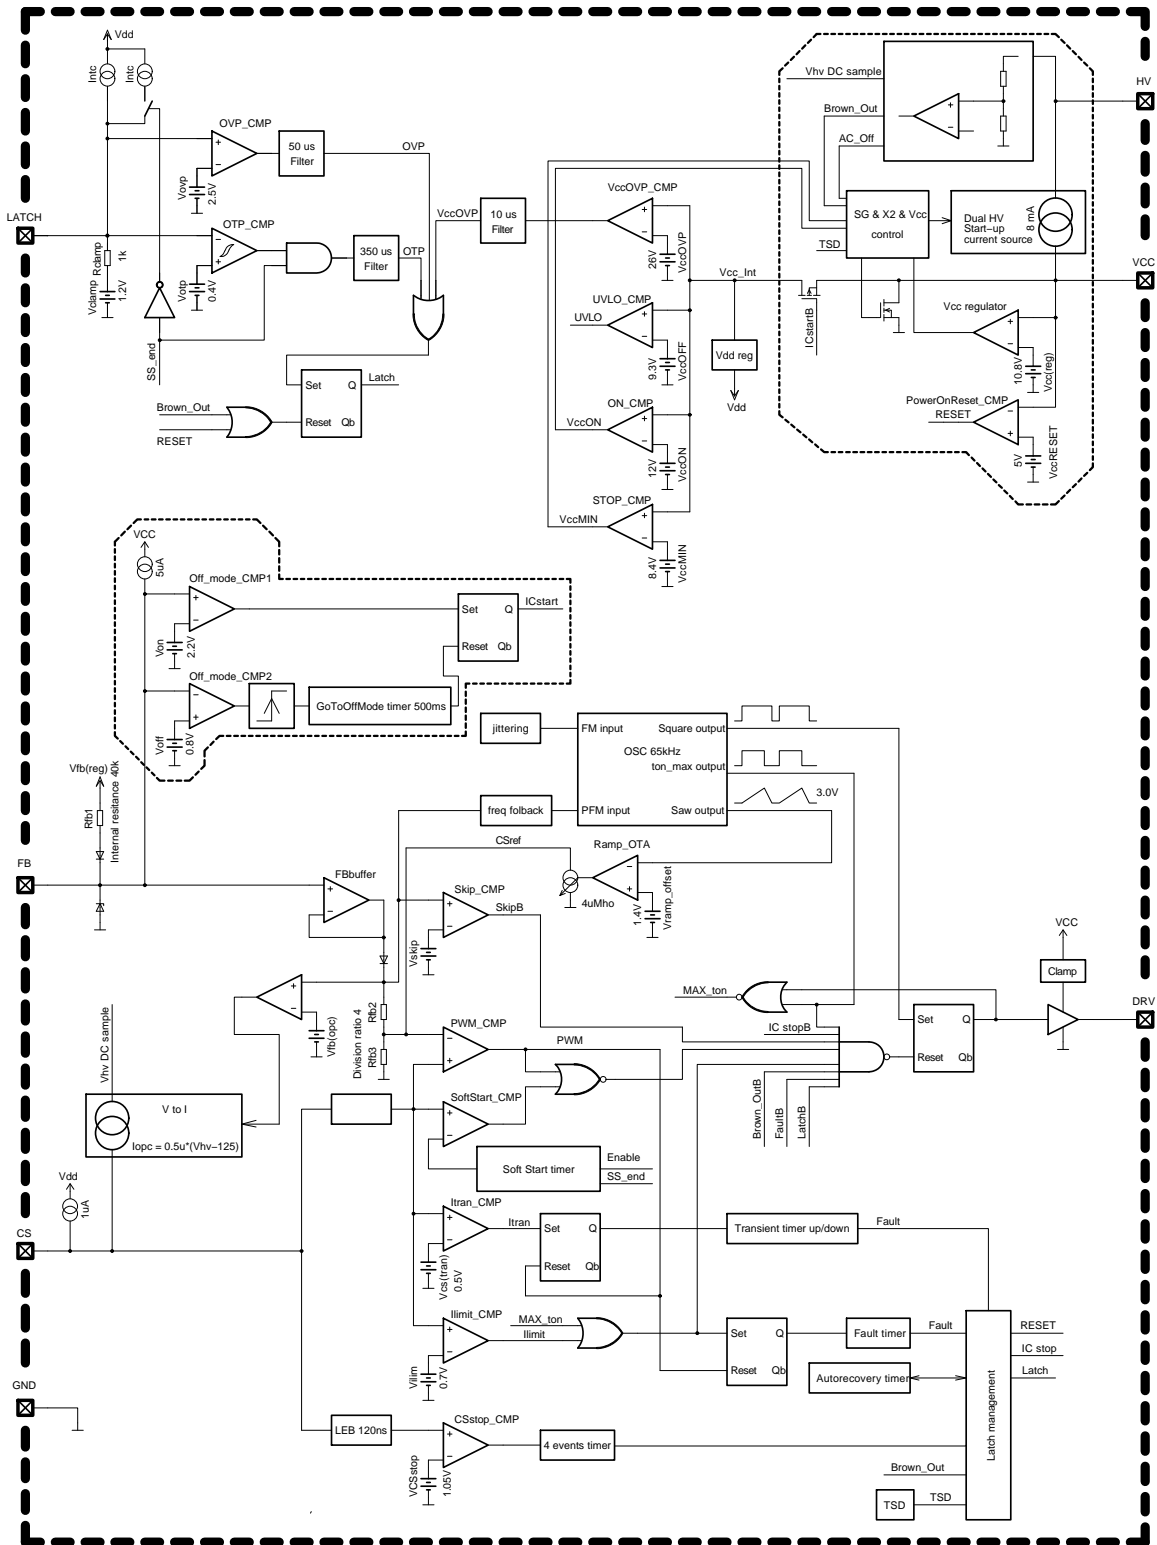 Vdd
Intc
Intc
OVP_CMP
+
−
50 us
Filter
OVP
Vovp
2.5V
LATCH
OTP_CMP
−
+
350 us
Filter
OTP
Rclamp
1k
Vclamp
1.2V
Votp
0.4V
SS_end
Set
Q
Latch
Reset
Qb
Brown_Out
RESET
VccOVP
10 us
Filter
VccOVP_CMP
+
−
26V
VccOVP
UVLO_CMP
UVLO
+
−
9.3V
VccOFF
ON_CMP
VccON
+
−
12V
VccON
STOP_CMP
VccMIN
+
−
8.4V
VccMIN
Vcc_Int
Vdd reg
Vdd
ICstartB
Vhv DC sample
Brown_Out
AC_Off
+
−
HV
SG & X2 & Vcc
control
TSD
Dual HV
Start−up
current source
8 mA
VCC
Vcc regulator
+
−
10.8V
Vcc(reg)
PowerOnReset_CMP
RESET
−
+
5V
VccRESET
VCC
5uA
Off_mode_CMP1
+
−
Von
2.2V
Set
Q
ICstart
Reset
Qb
Off_mode_CMP2
−
+
Voff
0.8V
GoToOffMode timer 500ms
Vfb(reg)
Rfb1
Internal resitance 40k
FB
jittering
FM input
Square output
OSC 65kHz
ton_max output
freq folback
PFM input
Saw output
3.0V
CSref
Ramp_OTA
−
+
4uMho
1.4V
Vramp_offset
FBbuffer
+
−
Skip_CMP
+
−
SkipB
Vskip
+
−
Vfb(opc)
Division ratio 4
Rfb2
Rfb3
PWM_CMP
−
+
PWM
Vhv DC sample
V to I
Iopc = 0.5u*(Vhv−125)
SoftStart_CMP
+
−
Soft Start timer
Enable
SS_end
MAX_ton
IC stopB
Brown_OutB
FaultB
LatchB
Set
Q
Reset
Qb
VCC
Clamp
DRV
Vdd
1uA
CS
Itran_CMP
+
−
Itran
Vcs(tran)
0.5V
Set
Q
Reset
Qb
Transient timer up/down
Fault
Ilimit_CMP
+
−
MAX_ton
Ilimit
Vilim
0.7V
Set
Q
Reset
Qb
Fault timer
Fault
Autorecovery timer
Latch management
RESET
IC stop
Latch
GND
LEB 120ns
CSstop_CMP
+
−
VCSstop
1.05V
4 events timer
Brown_Out
TSD
TSD